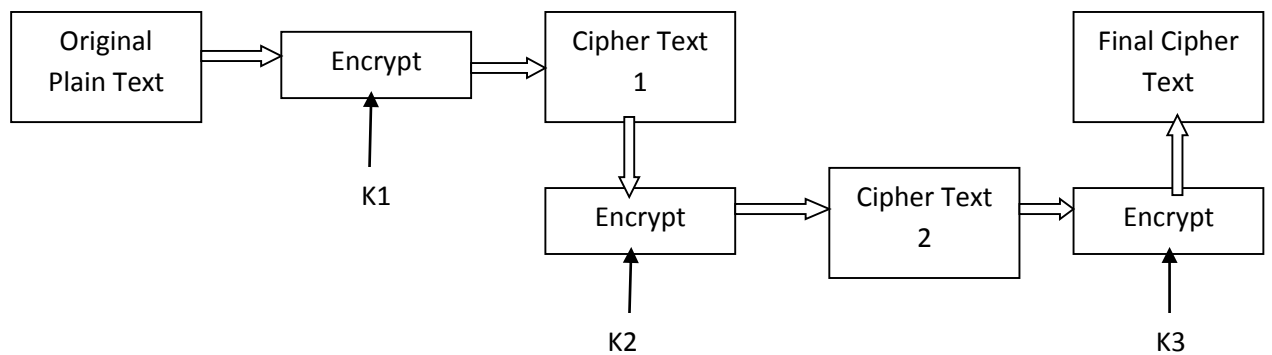 Original
Plain Text
Encrypt
K1
Cipher Text
1
Encrypt
K2
Cipher Text
2
Encrypt
K3
Final Cipher
Text